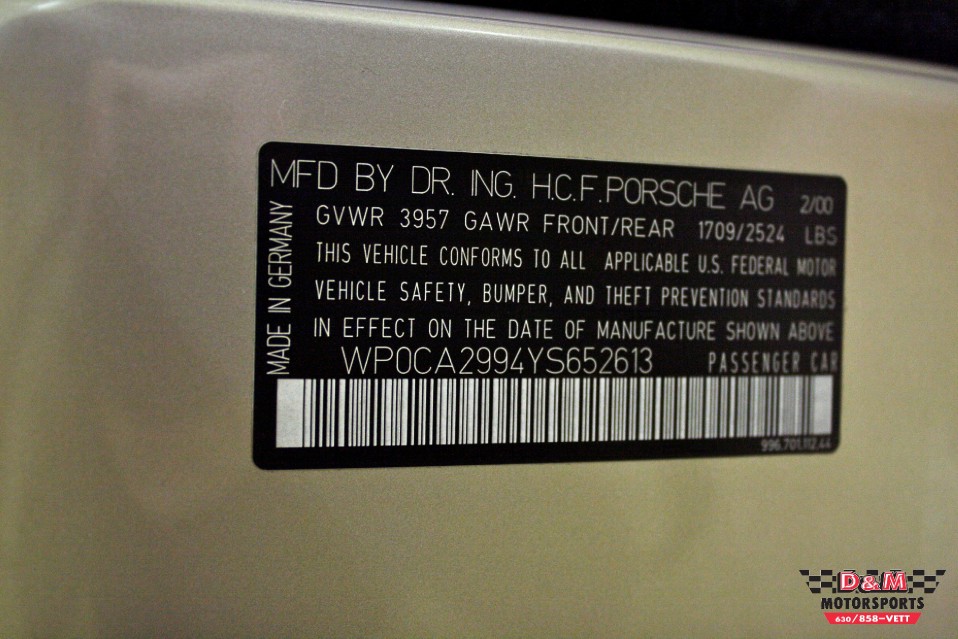 MFD BY DR. ING. H.C.F. PORSCHE AG 2/00
GVWR 3957 GAWR FRONT/REAR 1709/2524 LBS
THIS VEHICLE CONFORMS TO ALL APPLICABLE U.S. FEDERAL MOTOR
VEHICLE SAFETY, BUMPER, AND THEFT PREVENTION STANDARDS
IN EFFECT ON THE DATE OF MANUFACTURE SHOWN ABOVE
WP0CA2994YS652613 PASSENGER CAR
MADE IN GERMANY
996.701.112.44
D&M
MOTORSPORTS
630/858-VETT